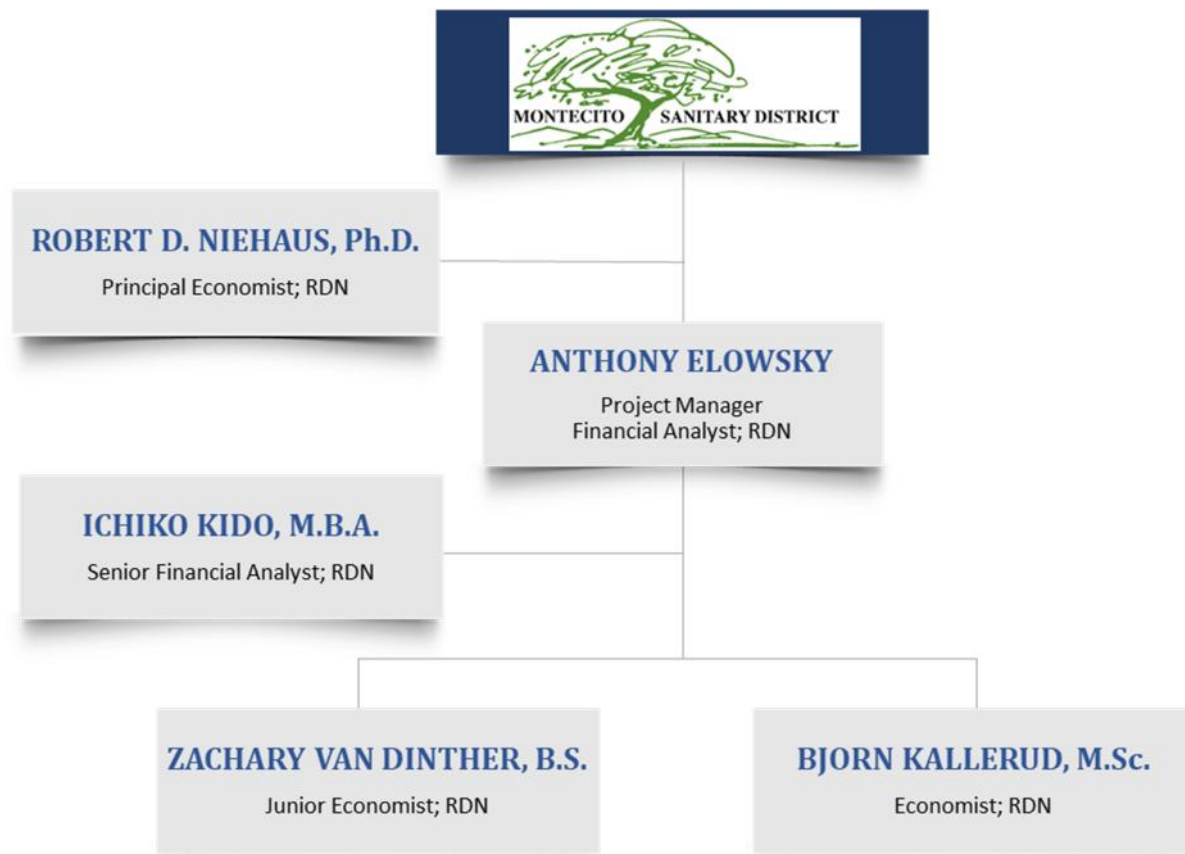 MONTECITO SANITARY DISTRICT
ROBERT D. NIEHAUS, Ph.D.
Principal Economist; RDN
ANTHONY ELOWSKY
Project Manager
Financial Analyst; RDN
ICHIKO KIDO, M.B.A.
Senior Financial Analyst; RDN
ZACHARY VAN DINTHER, B.S.
Junior Economist; RDN
BJORN KALLERUD, M.Sc.
Economist; RDN